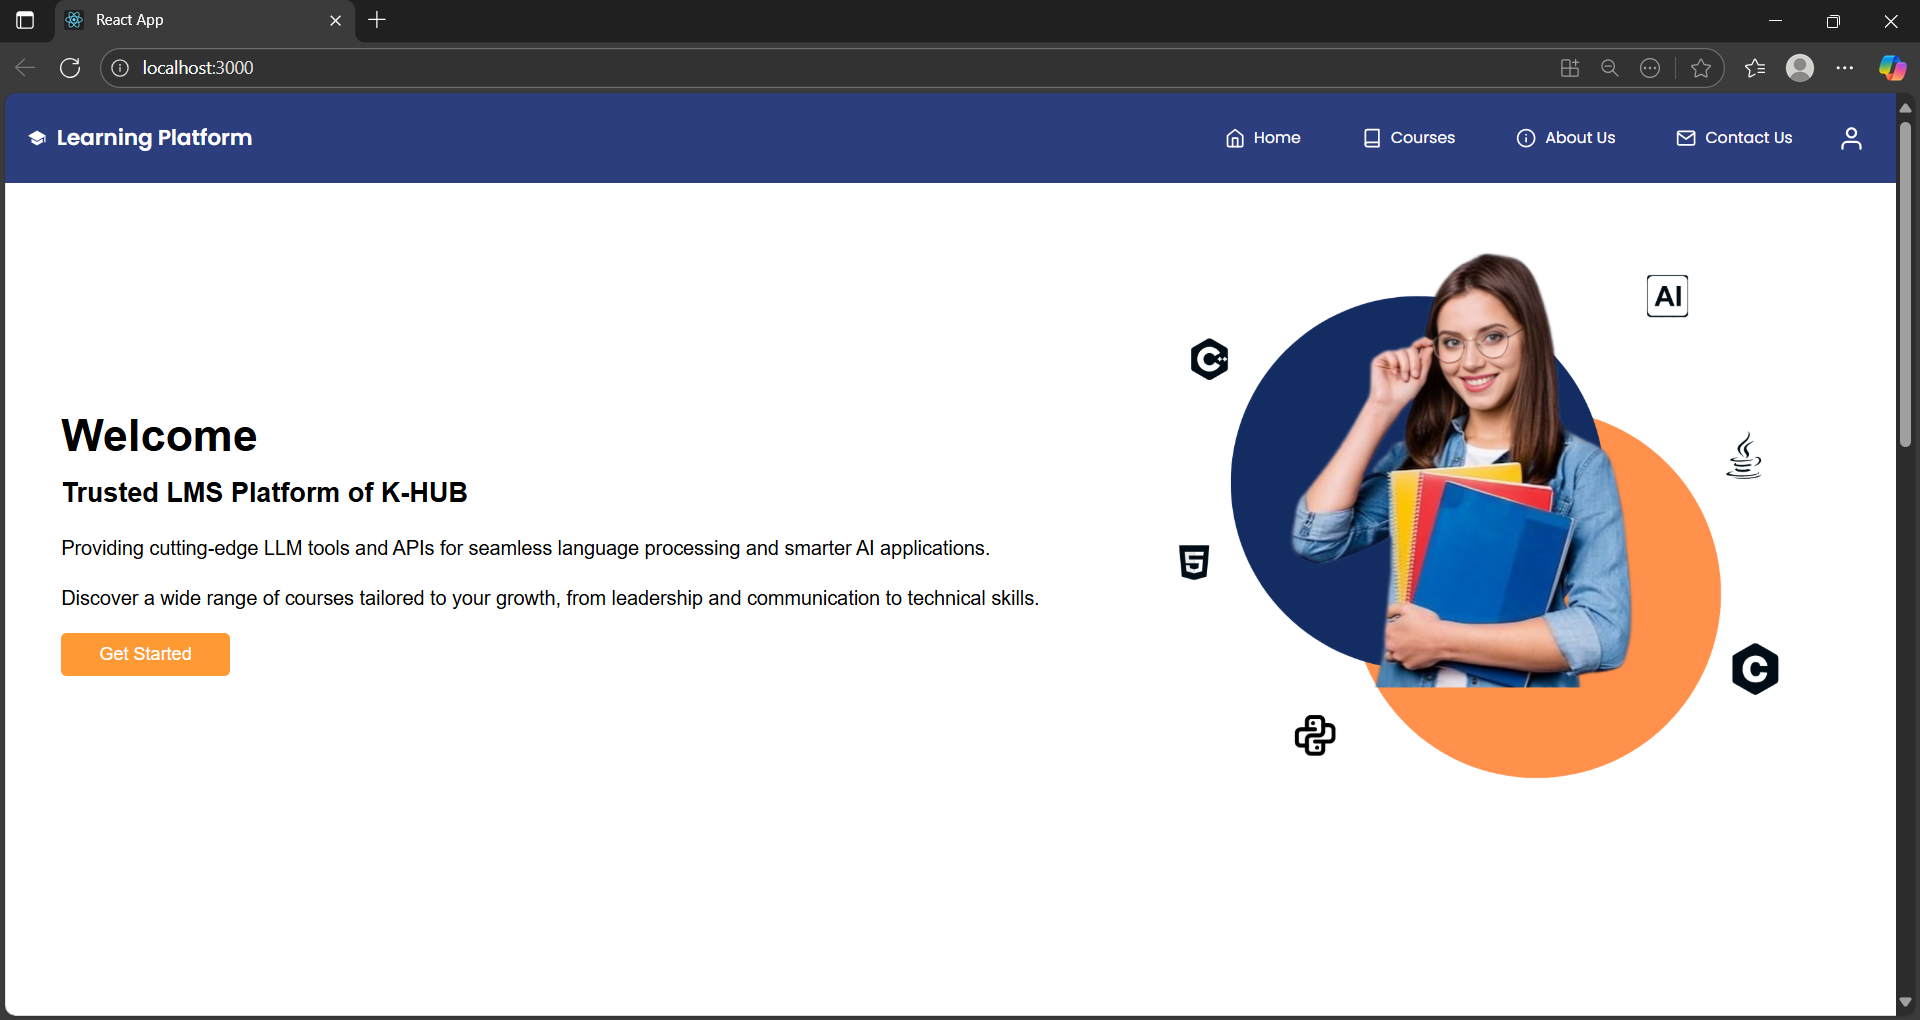 React App
localhost:3000
Learning Platform
Home
Courses
About Us
Contact Us
AI
C++
Welcome
Trusted LMS Platform of K-HUB
Providing cutting-edge LLM tools and APIs for seamless language processing and smarter AI applications.
5
Discover a wide range of courses tailored to your growth, from leadership and communication to technical skills.
Get Started
C